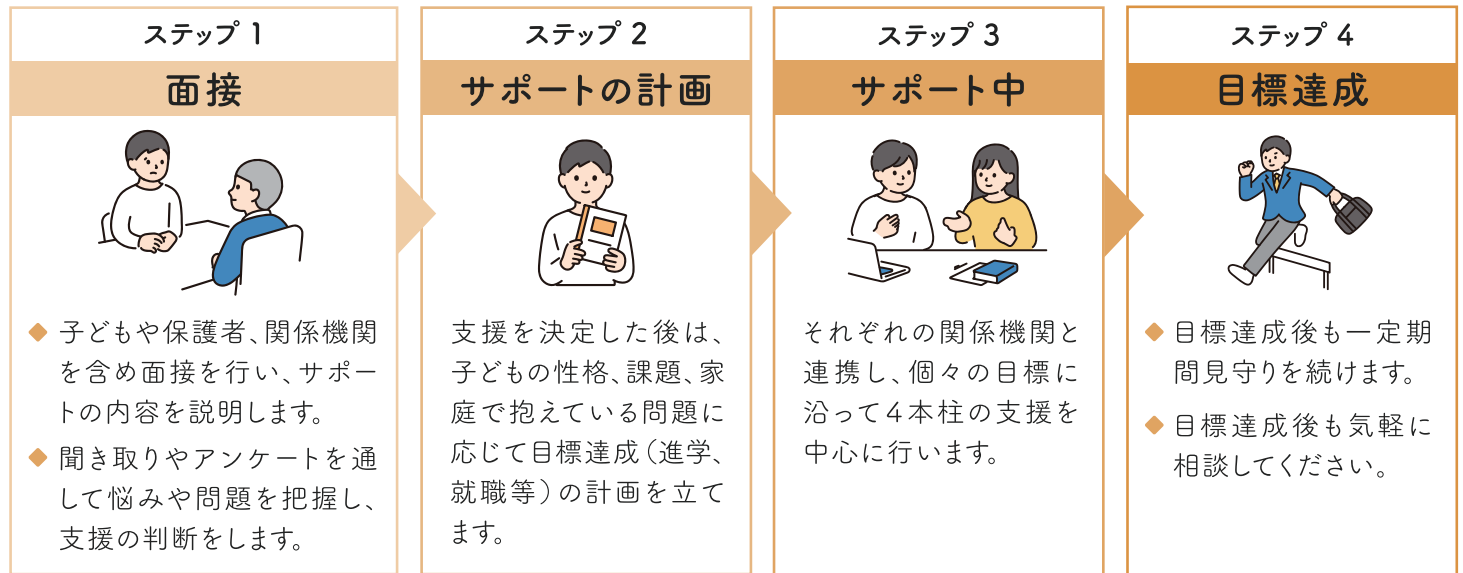 ステップ 1
面接
◆ 子どもや保護者、関係機関
を含め面接を行い、サポー
トの内容を説明します。
◆ 聞き取りやアンケートを通
して悩みや問題を把握し、
支援の判断をします。
ステップ 2
サポートの計画
支援を決定した後は、
子どもの性格、課題、家
庭で抱えている問題に
応じて目標達成（進学、
就職等）の計画を立て
ます。
ステップ 3
サポート中
それぞれの関係機関と
連携し、個々の目標に
沿って４本柱の支援を
中心に行います。
ステップ 4
目標達成
◆ 目標達成後も一定期
間見守りを続けます。
◆ 目標達成後も気軽に
相談してください。